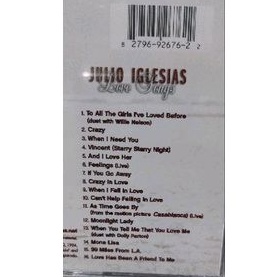 8 2796-92676-2 2
JULIO IGLESIAS
Love Songs
1. To All The Girls I've Loved Before
(duet with Willie Nelson)
2. Crazy
3. When I Need You
4. Vincent (Starry Starry Night)
5. And I Love Her
6. Feelings (Live)
7. If You Go Away
8. Crazy In Love
9. When I Fall In Love
10. Can't Help Falling In Love
11. As Time Goes By
(from the motion picture Casablanca) (Live)
12. Moonlight Lady
13. When You Tell Me That You Love Me
(duet with Dolly Parton)
14. Mona Lisa
15. 99 Miles From L.A.
16. Love Has Been A Friend To Me